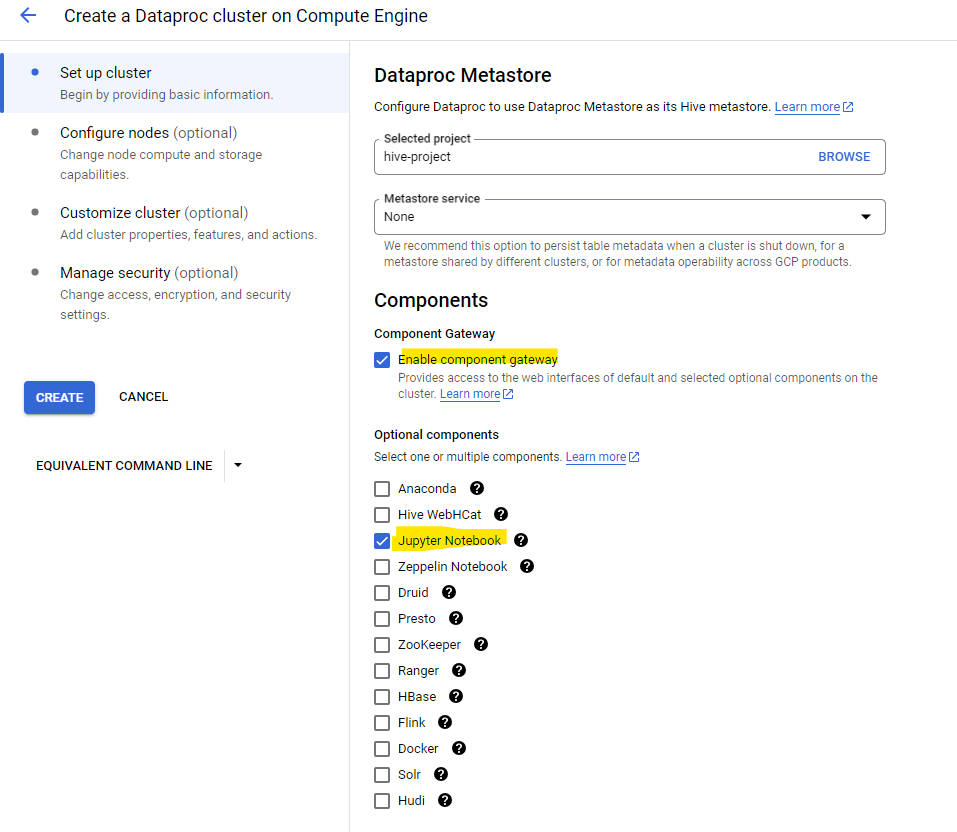 Create a Dataproc cluster on Compute Engine
Set up cluster
Begin by providing basic information.
Configure nodes (optional)
Change node compute and storage
capabilities.
Customize cluster (optional)
Add cluster properties, features, and actions.
Manage security (optional)
Change access, encryption, and security
settings.
CREATE
CANCEL
EQUIVALENT COMMAND LINE
Dataproc Metastore
Configure Dataproc to use Dataproc Metastore as its Hive metastore. Learn more
Selected project
hive-project
BROWSE
Metastore service
None
We recommend this option to persist table metadata when a cluster is shut down, for a
metastore shared by different clusters, or for metadata operability across GCP products.
Components
Component Gateway
Enable component gateway
Provides access to the web interfaces of default and selected optional components on the
cluster. Learn more
Optional components
Select one or multiple components. Learn more
Anaconda ?
Hive WebHCat ?
Jupyter Notebook ?
Zeppelin Notebook ?
Druid ?
Presto ?
ZooKeeper ?
Ranger ?
HBase ?
Flink ?
Docker ?
Solr ?
Hudi ?